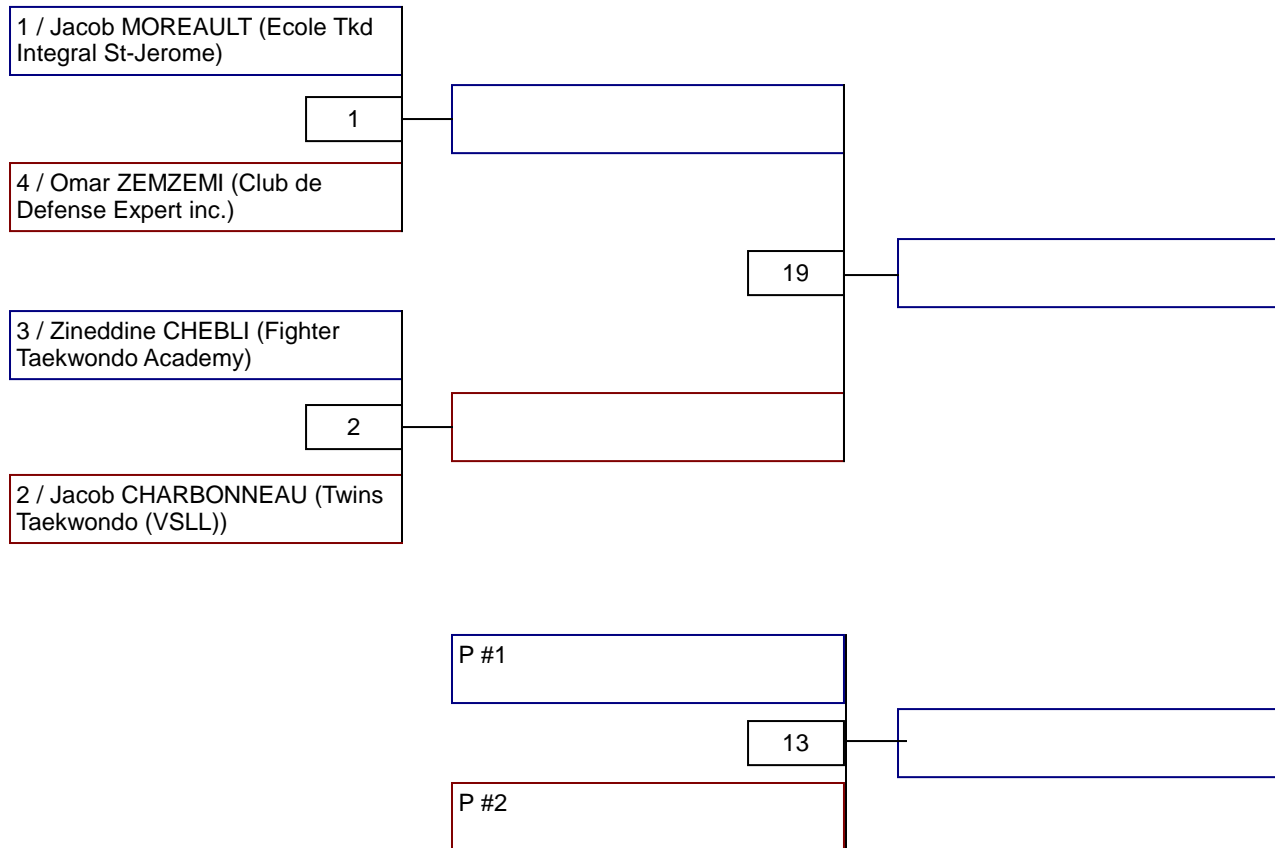 1 / Jacob MOREAULT (Ecole Tkd
Integral St-Jerome)
1
4 / Omar ZEMZEMI (Club de
Defense Expert inc.)
19
3 / Zineddine CHEBLI (Fighter
Taekwondo Academy)
2
2 / Jacob CHARBONNEAU (Twins
Taekwondo (VSLL))
P #1
13
P #2